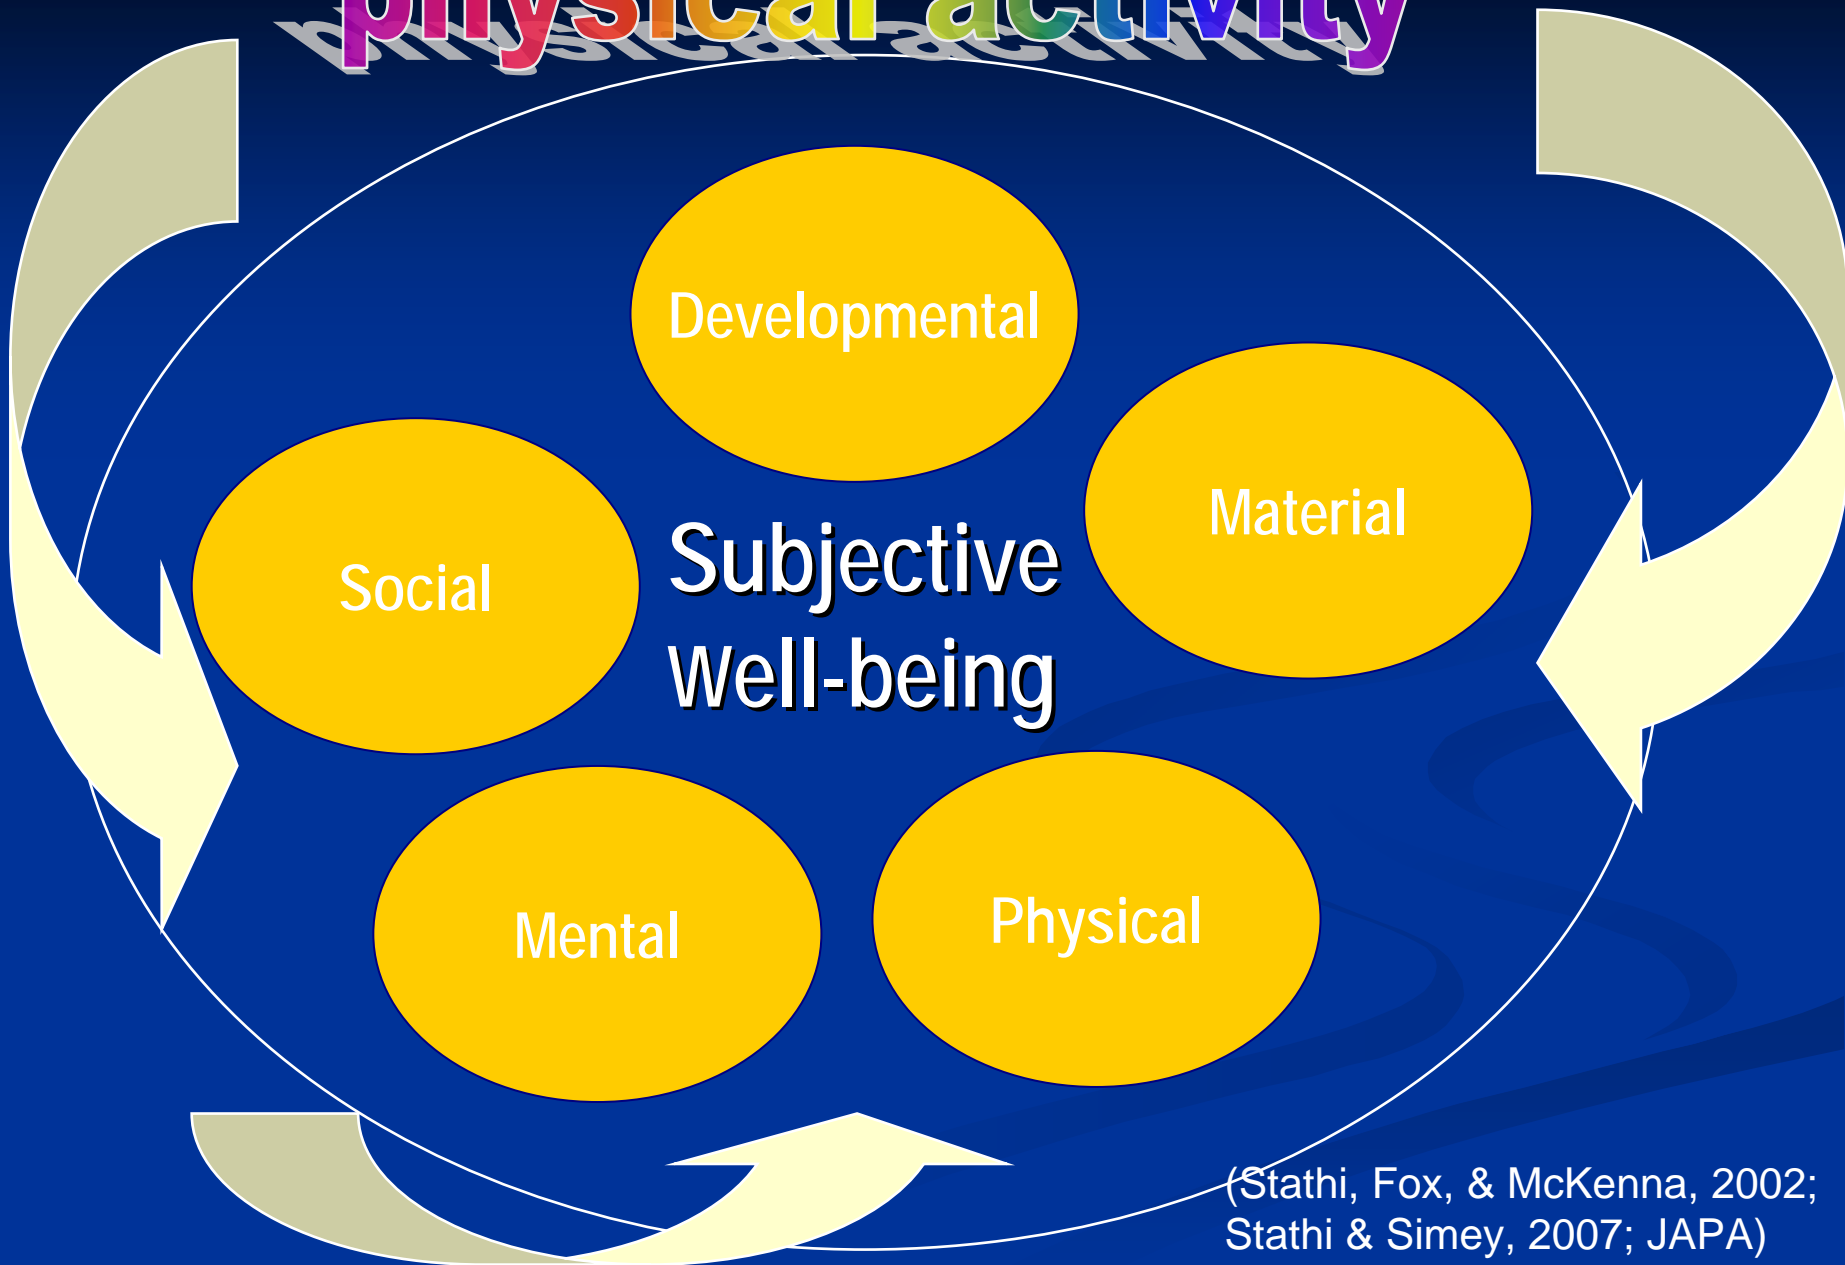 physical activity
Developmental
Material
Social
Subjective
Well-being
Mental
Physical
(Stathi, Fox, & McKenna, 2002;
Stathi & Simey, 2007; JAPA)